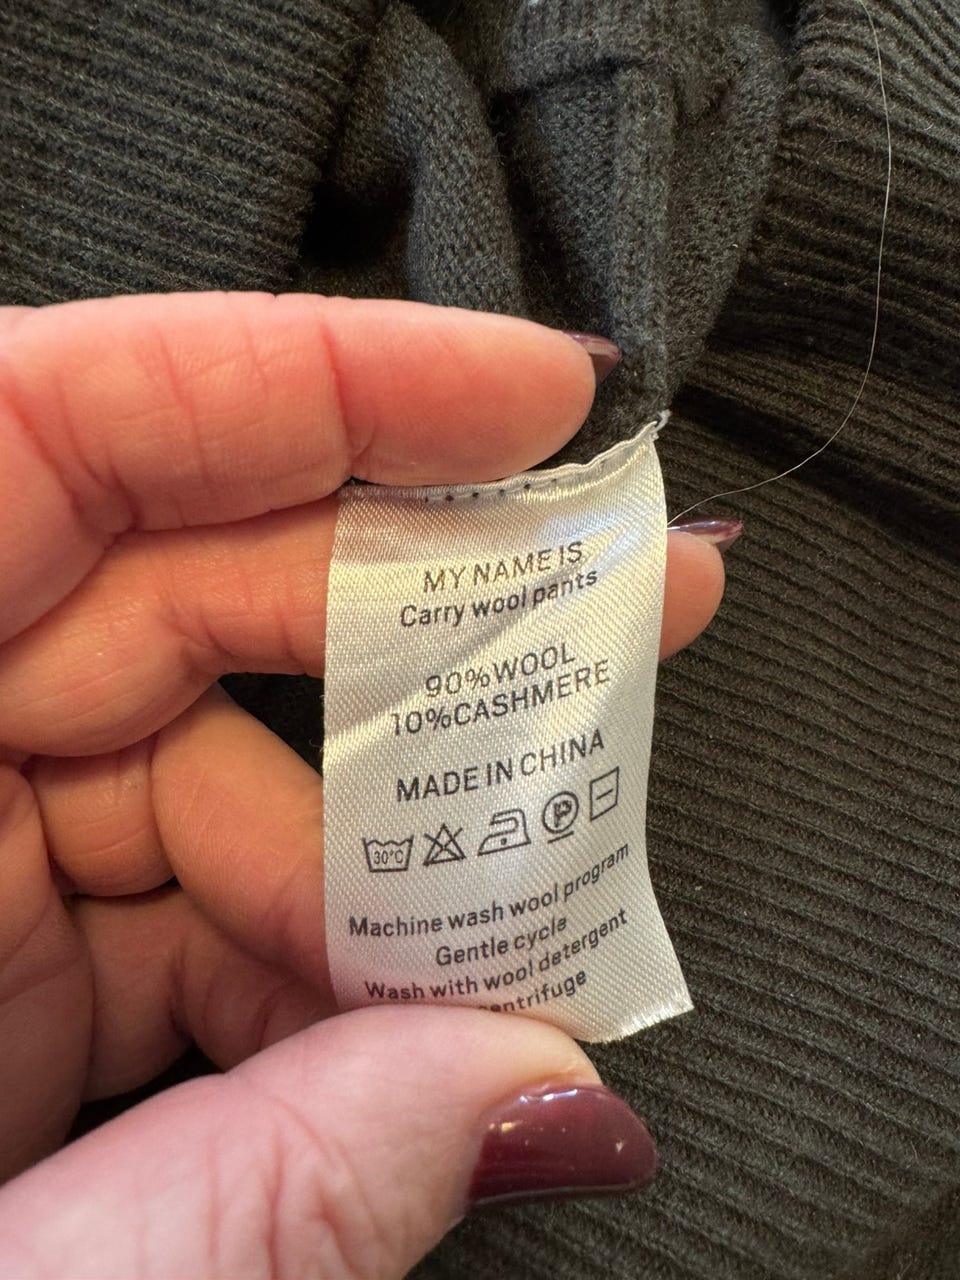 MY NAME IS
Carry wool pants
90%WOOL
10%CASHMERE
MADE IN CHINA
30°C P
Machine wash wool program
Gentle cycle
Wash with wool detergent